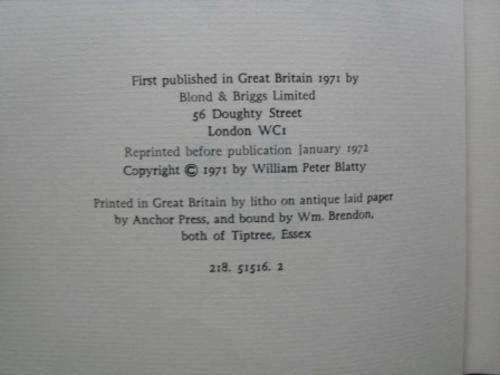 First published in Great Britain 1971 by
Blond & Briggs Limited
56 Doughty Street
London WC1
Reprinted before publication January 1972
Copyright © 1971 by William Peter Blatty
Printed in Great Britain by litho on antique laid paper
by Anchor Press, and bound by Wm. Brendon,
both of Tiptree, Essex
218. 51516. 2